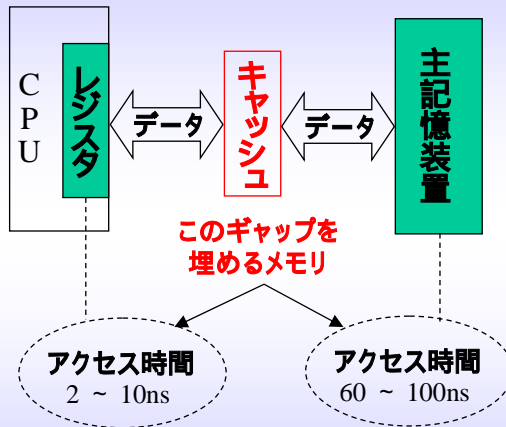 CPU
レジスタ
データ
キャッシュ
データ
主記憶装置
このギャップを
埋めるメモリ
アクセス時間
2 ~ 10ns
アクセス時間
60 ~ 100ns